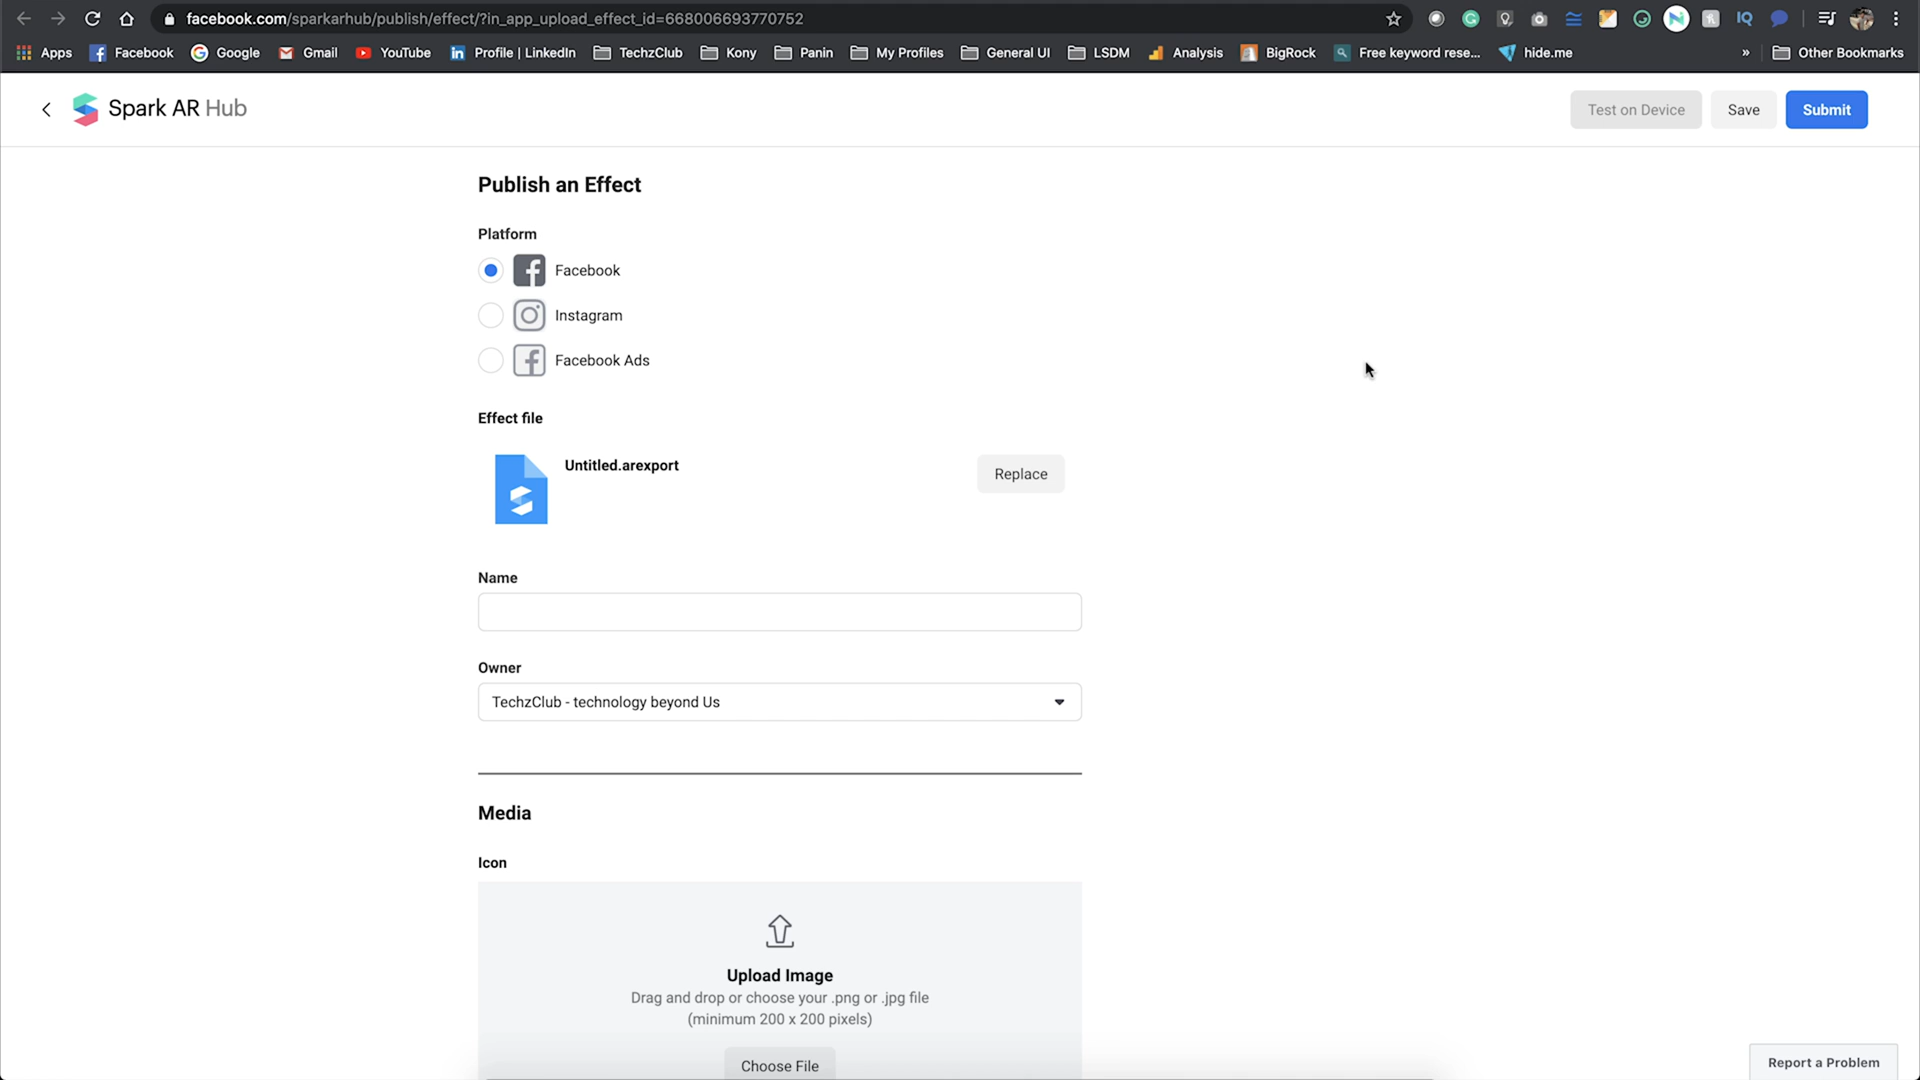 facebook.com/sparkarhub/publish/effect/?in_app_upload_effect_id=668006693770752
IQ
Apps Facebook Google Gmail YouTube Profile | LinkedIn TechzClub Kony Panin My Profiles General UI LSDM Analysis BigRock Free keyword rese... hide.me » Other Bookmarks
Spark AR Hub
Test on Device Save Submit
Publish an Effect
Platform
Facebook
Instagram
Facebook Ads
Effect file
Untitled.arexport
Replace
Name
Owner
TechzClub - technology beyond Us
Media
Icon
Upload Image
Drag and drop or choose your .png or .jpg file
(minimum 200 x 200 pixels)
Choose File
Report a Problem